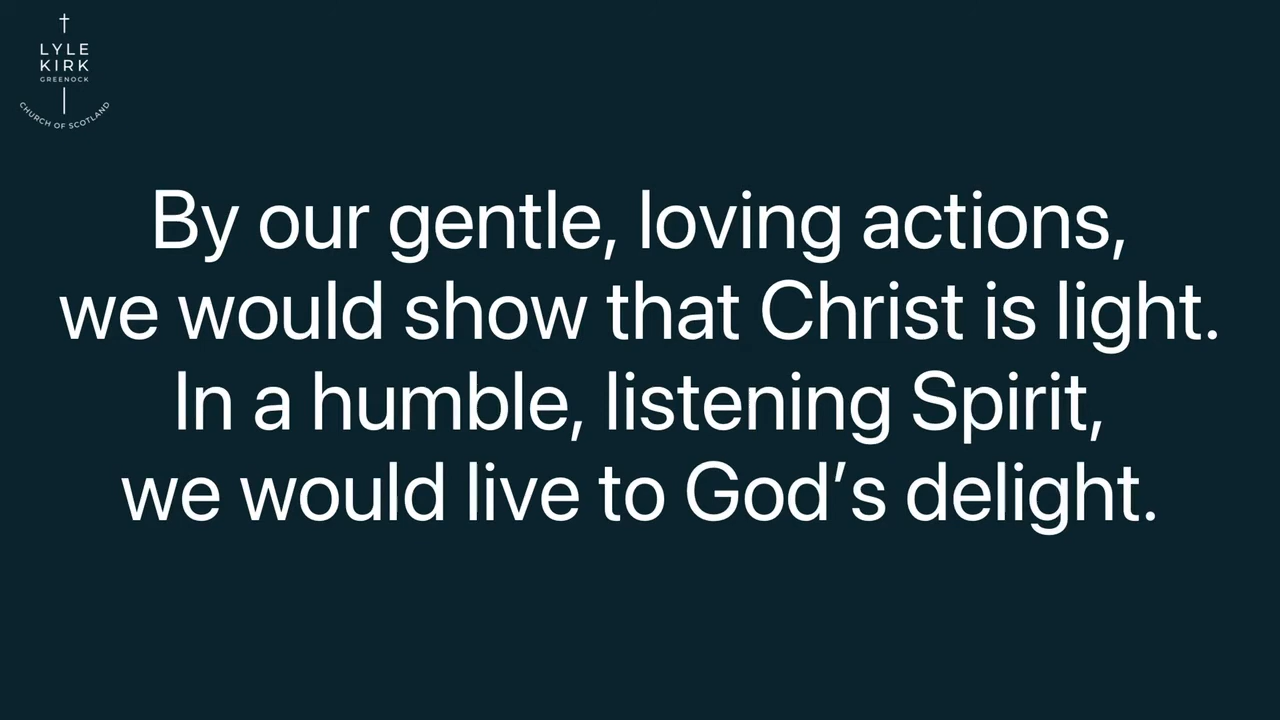 LYLE
KIRK
GREENOCK
CHURCH OF SCOTLAND
By our gentle, loving actions,
we would show that Christ is light.
In a humble, listening Spirit,
we would live to God’s delight.